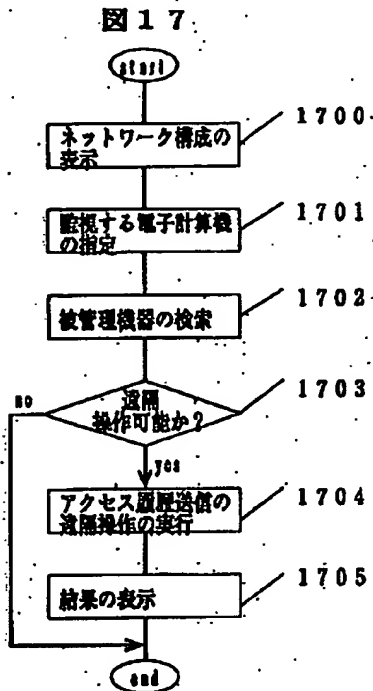 図17
start
1700
ネットワーク構成の
表示
1701
監視する電子計算機
の指定
1702
被管理機器の検索
1703
no
遠隔
操作可能か?
yes
1704
アクセス履歴送信の
遠隔操作の実行
1705
結果の表示
end